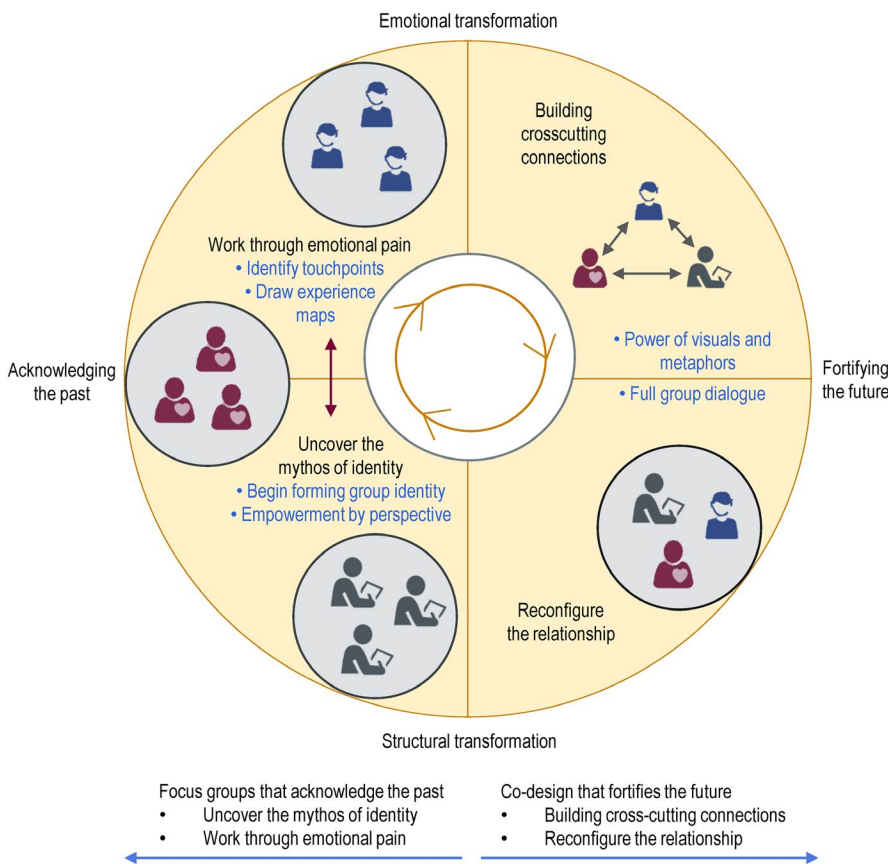 Emotional transformation
Building
crosscutting
connections
Work through emotional pain
• Identify touchpoints
• Draw experience
maps
• Power of visuals and
metaphors
Acknowledging
the past
Fortifying
the future
• Full group dialogue
Uncover the
mythos of identity
• Begin forming group identity
• Empowerment by perspective
Reconfigure
the relationship
Structural transformation
Focus groups that acknowledge the past
• Uncover the mythos of identity
• Work through emotional pain
Co-design that fortifies the future
• Building cross-cutting connections
• Reconfigure the relationship